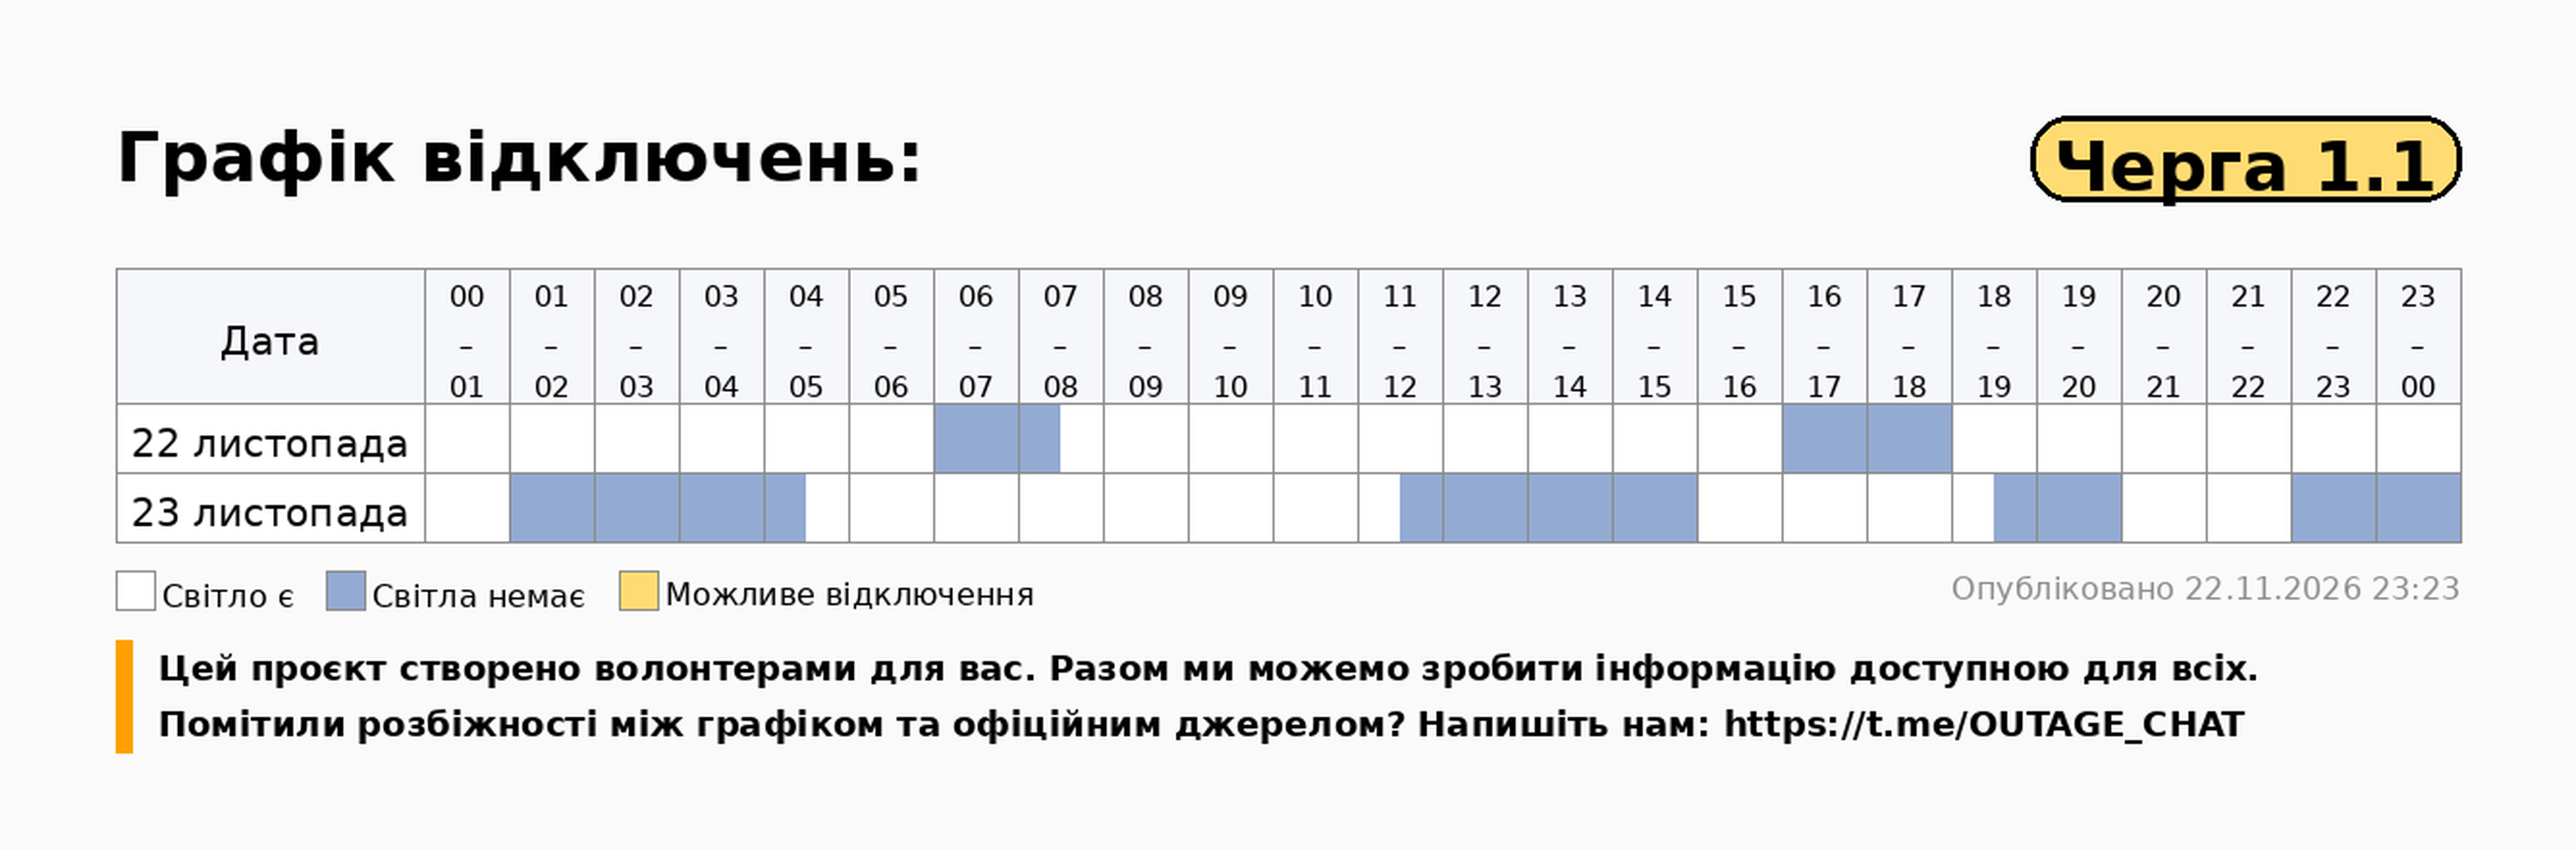 Графік відключень:
Черга 1.1
Дата 00 – 01 01 – 02 02 – 03 03 – 04 04 – 05 05 – 06 06 – 07 07 – 08 08 – 09 09 – 10 10 – 11 11 – 12 12 – 13 13 – 14 14 – 15 15 – 16 16 – 17 17 – 18 18 – 19 19 – 20 20 – 21 21 – 22 22 – 23 23 – 00
22 листопада
23 листопада
Світло є Світла немає Можливе відключення
Опубліковано 22.11.2026 23:23
Цей проєкт створено волонтерами для вас. Разом ми можемо зробити інформацію доступною для всіх.
Помітили розбіжності між графіком та офіційним джерелом? Напишіть нам: https://t.me/OUTAGE_CHAT